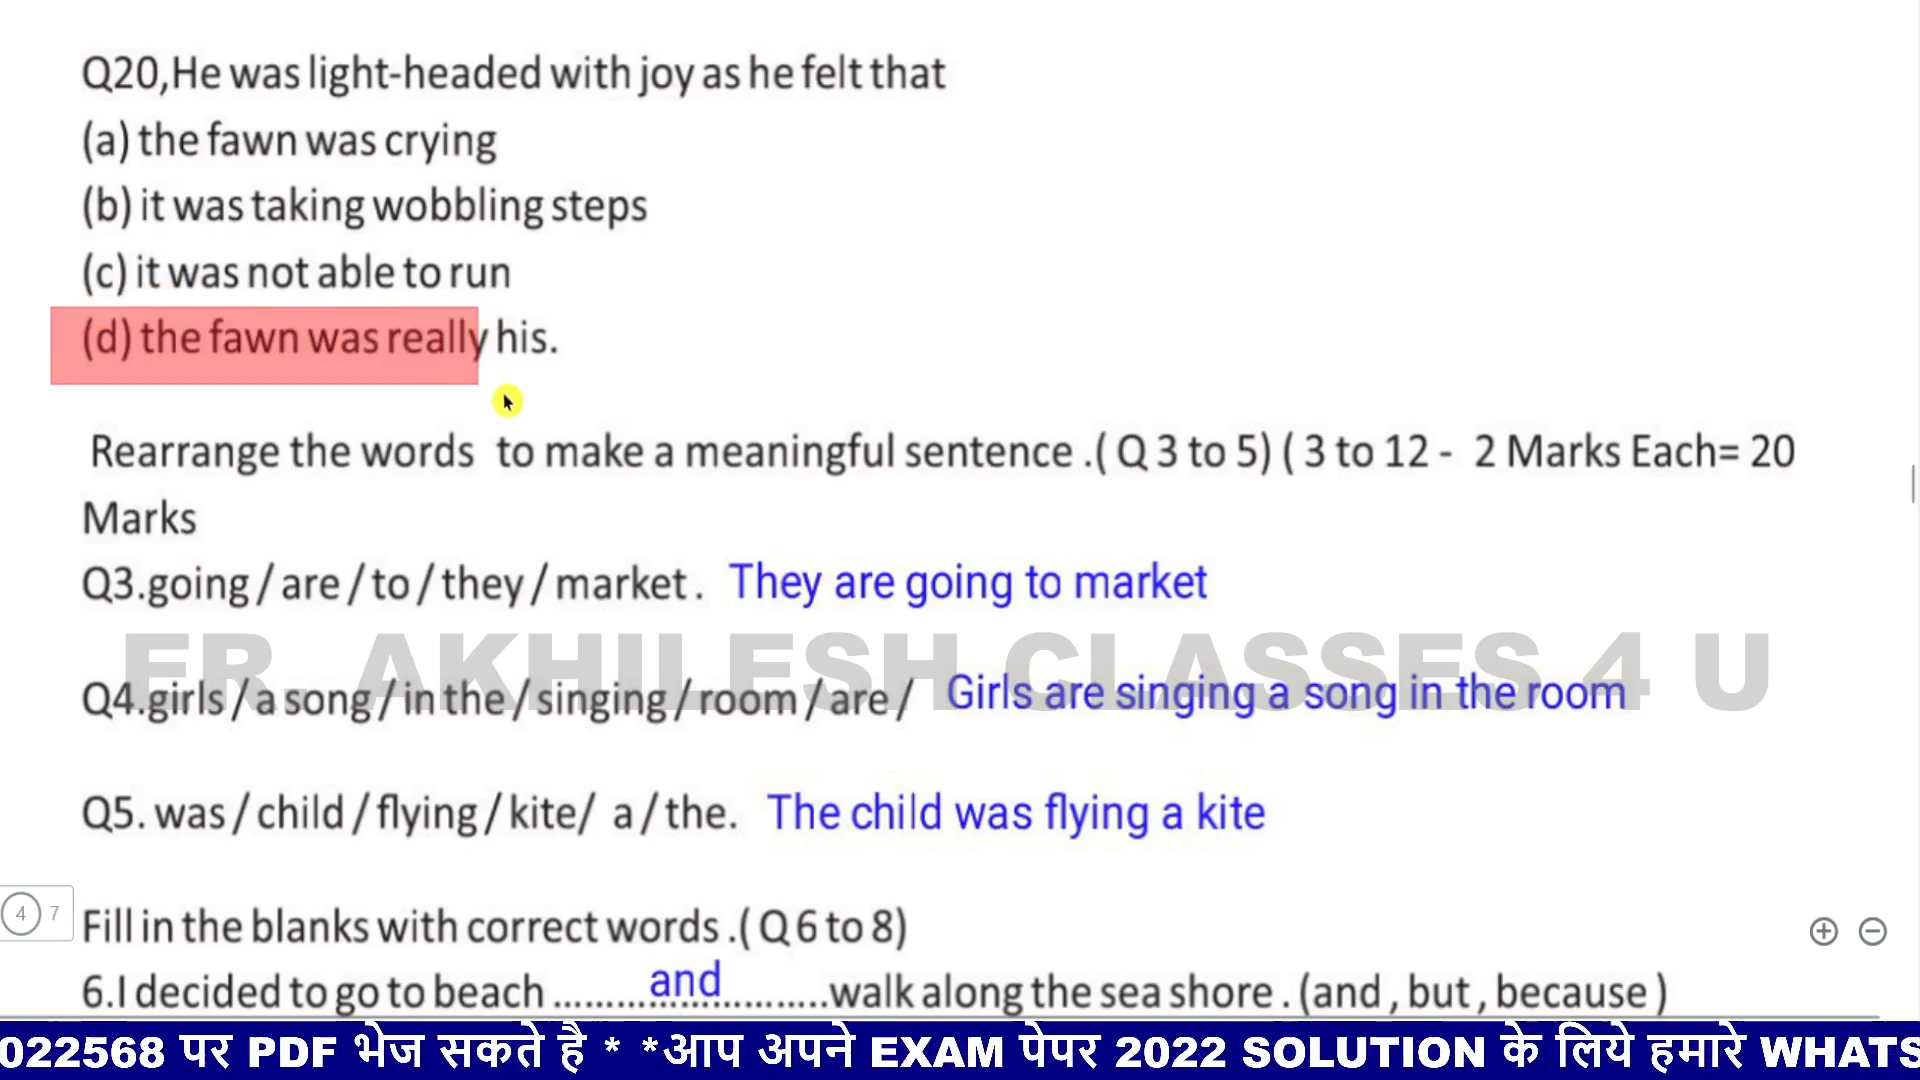 Q20,He was light-headed with joy as he felt that
(a) the fawn was crying
(b) it was taking wobbling steps
(c) it was not able to run
(d) the fawn was really his.
Rearrange the words to make a meaningful sentence .( Q 3 to 5) ( 3 to 12 - 2 Marks Each= 20
Marks
Q3.going / are / to / they / market . They are going to market
ER. AKHILESH CLASSES 4 U
Q4.girls / a song / in the / singing / room / are / Girls are singing a song in the room
Q5. was / child / flying / kite/ a / the. The child was flying a kite
4 7
Fill in the blanks with correct words .( Q 6 to 8)
6.I decided to go to beach ..........and...........walk along the sea shore . (and , but , because )
022568 पर PDF भेज सकते है * *आप अपने EXAM पेपर 2022 SOLUTION के लिये हमारे WHATS